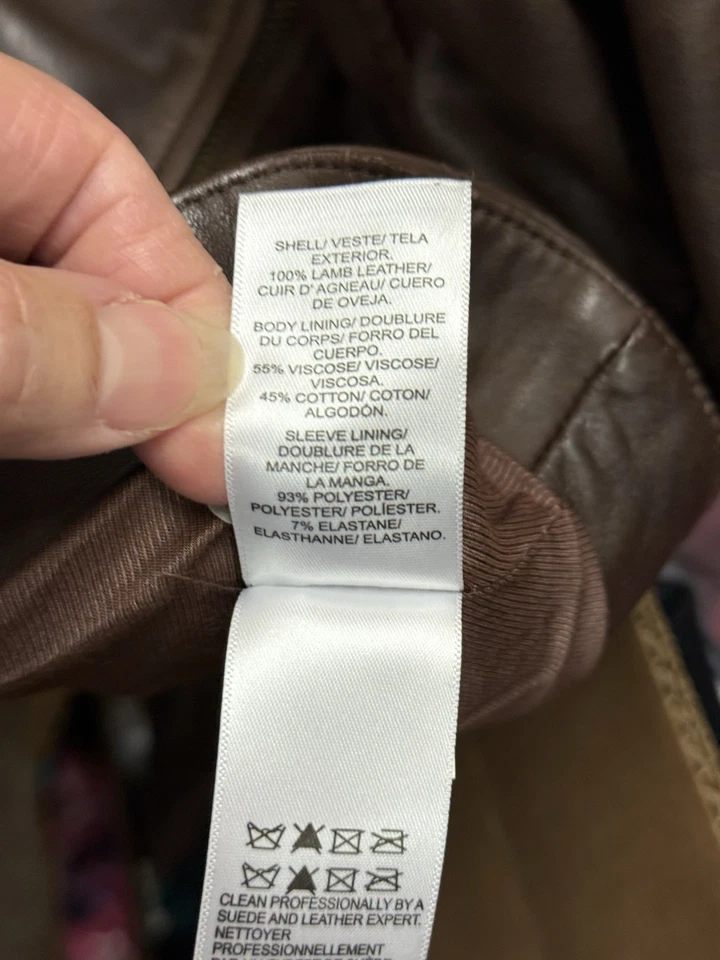 SHELL/ VESTE/ TELA
EXTERIOR.
100% LAMB LEATHER/
CUIR D'AGNEAU/ CUERO
DE OVEJA.
BODY LINING/ DOUBLURE
DU CORPS/ FORRO DEL
CUERPO.
55% VISCOSE/ VISCOSE/
VISCOSA.
45% COTTON/ COTON/
ALGODÓN.
SLEEVE LINING/
DOUBLURE DE LA
MANCHE/ FORRO DE
LA MANGA.
93% POLYESTER/
POLYESTER/ POLÍESTER.
7% ELASTANE/
ELASTHANNE/ ELASTANO.
CLEAN PROFESSIONALLY BY A
SUEDE AND LEATHER EXPERT.
NETTOYER
PROFESSIONNELLEMENT